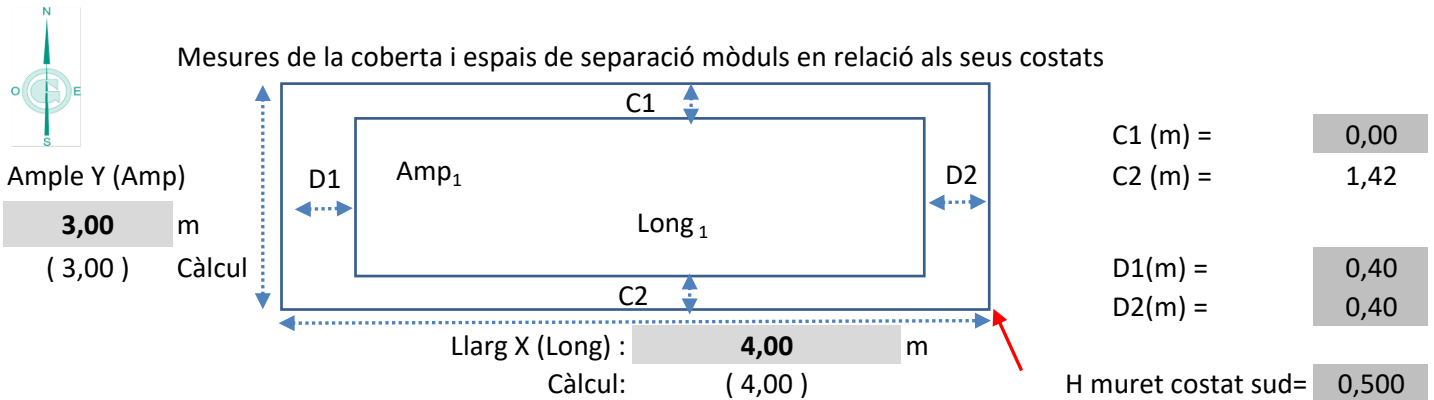 N
O E
S
Mesures de la coberta i espais de separació mòduls en relació als seus costats
C1
C1 (m) = 0,00
Ample Y (Amp) D1 Amp₁ D2 C2 (m) = 1,42
3,00 m
Long ₁
( 3,00 ) Càlcul
D1(m) = 0,40
C2
D2(m) = 0,40
Llarg X (Long) : 4,00 m
Càlcul: ( 4,00 )
H muret costat sud= 0,500